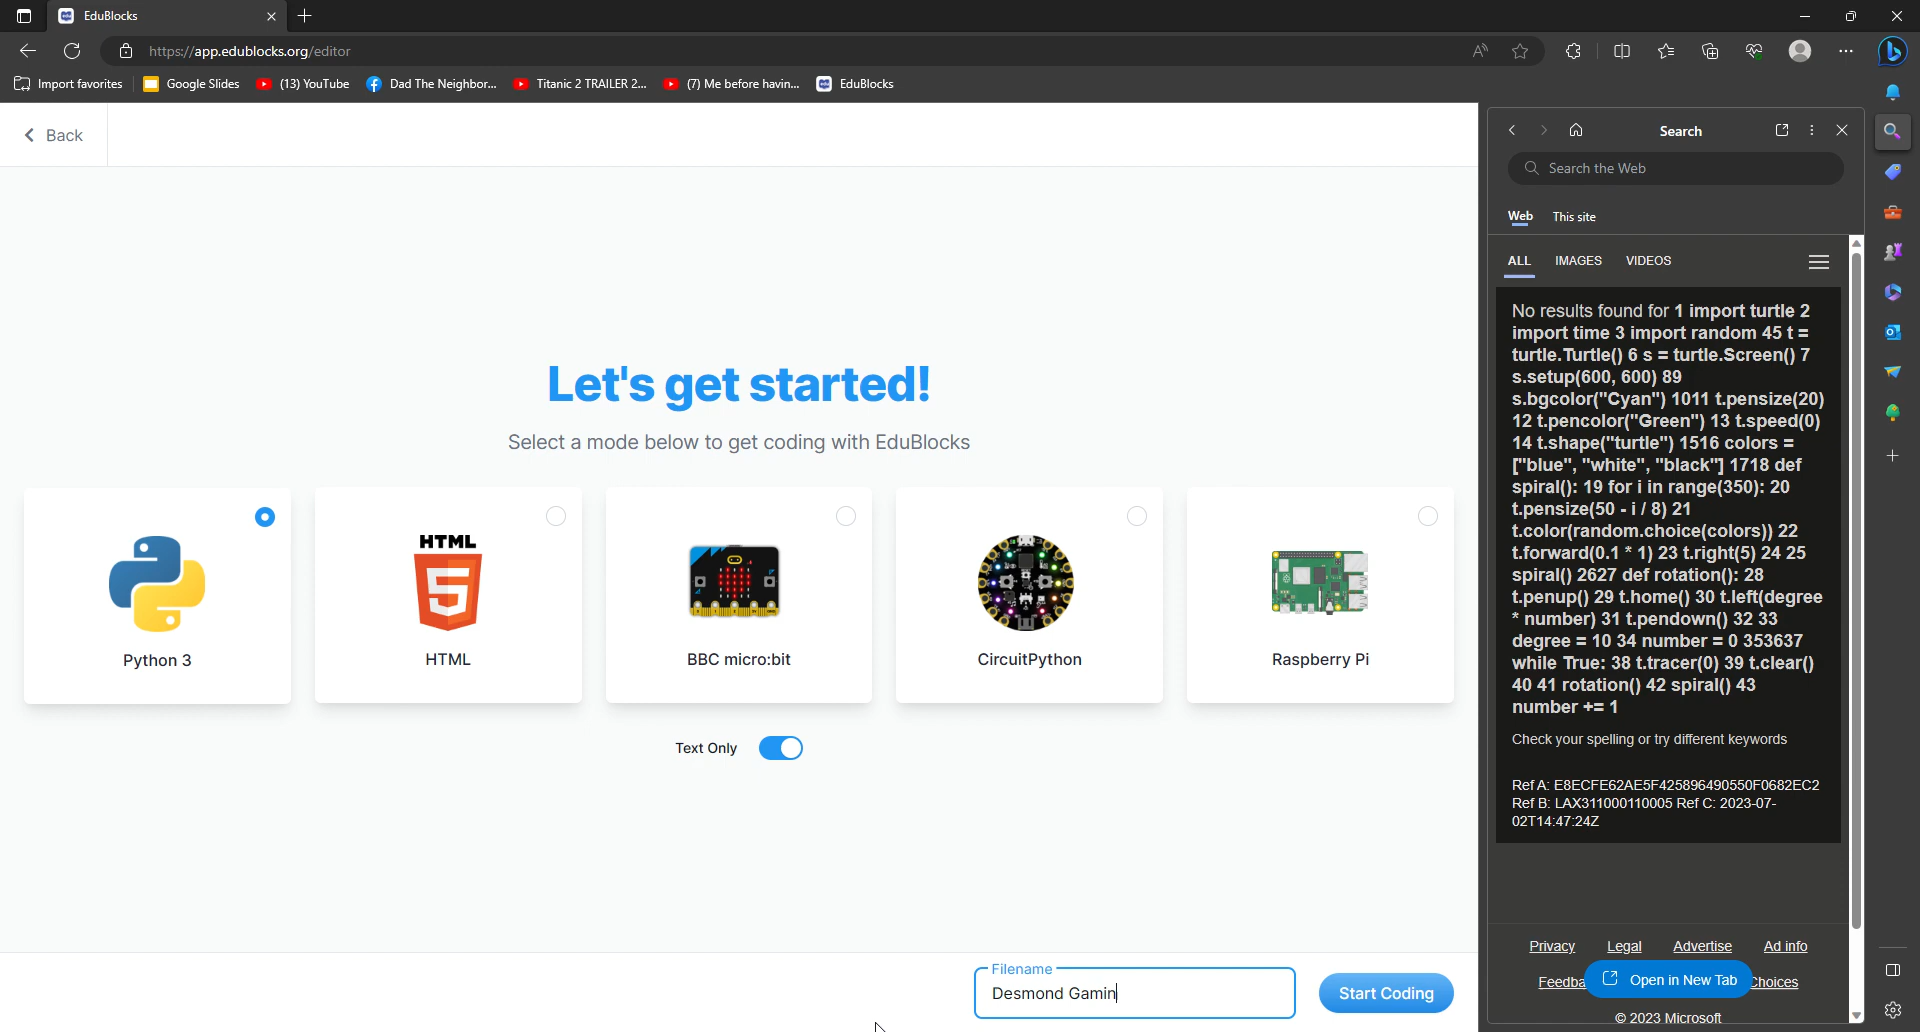 EduBlocks
https://app.edublocks.org/editor
Import favorites
Google Slides
(13) YouTube
Dad The Neighbor...
Titanic 2 TRAILER 2...
(7) Me before havin...
EduBlocks
Back
Let's get started!
Select a mode below to get coding with EduBlocks
HTML
5
Python 3
HTML
BBC micro:bit
CircuitPython
Raspberry Pi
Text Only
Filename
Desmond Gamin
Start Coding
Search
Search the Web
Web
This site
ALL
IMAGES
VIDEOS
No results found for 1 import turtle 2
import time 3 import random 45 t =
turtle.Turtle() 6 s = turtle.Screen() 7
s.setup(600, 600) 89
s.bgcolor("Cyan") 1011 t.pensize(20)
12 t.pencolor("Green") 13 t.speed(0)
14 t.shape("turtle") 1516 colors =
["blue", "white", "black"] 1718 def
spiral(): 19 for i in range(350): 20
t.pensize(50 - i / 8) 21
t.color(random.choice(colors)) 22
t.forward(0.1 * 1) 23 t.right(5) 24 25
spiral() 2627 def rotation(): 28
t.penup() 29 t.home() 30 t.left(degree
* number) 31 t.pendown() 32 33
degree = 10 34 number = 0 353637
while True: 38 t.tracer(0) 39 t.clear()
40 41 rotation() 42 spiral() 43
number += 1
Check your spelling or try different keywords
Ref A: E8ECFE62AE5F425896490550F0682EC2
Ref B: LAX311000110005 Ref C: 2023-07-
02T14:47:24Z
Privacy
Legal
Advertise
Ad info
Feedba
Open in New Tab
Choices
© 2023 Microsoft